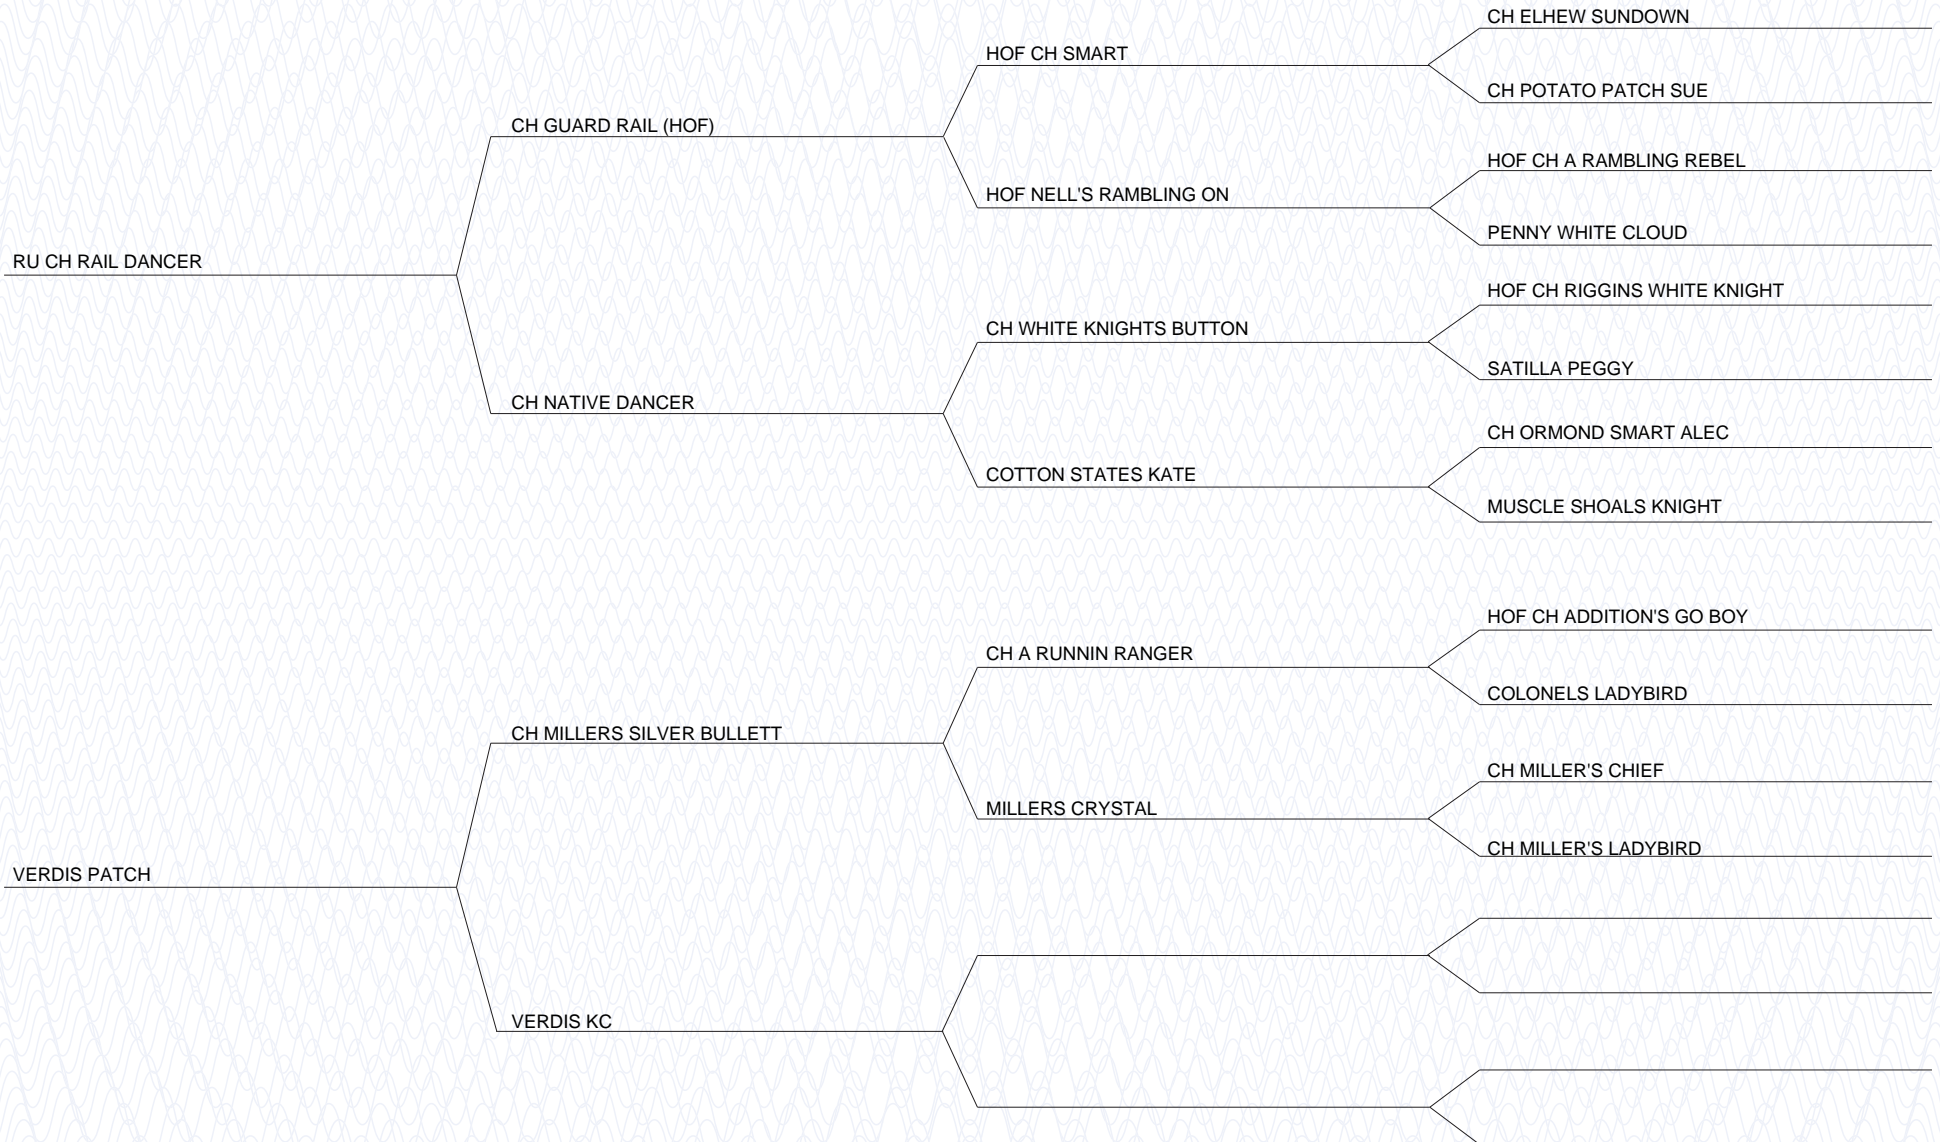 CH ELHEW SUNDOWN
HOF CH SMART
CH POTATO PATCH SUE
CH GUARD RAIL (HOF)
HOF CH A RAMBLING REBEL
HOF NELL'S RAMBLING ON
PENNY WHITE CLOUD
RU CH RAIL DANCER
HOF CH RIGGINS WHITE KNIGHT
CH WHITE KNIGHTS BUTTON
SATILLA PEGGY
CH NATIVE DANCER
CH ORMOND SMART ALEC
COTTON STATES KATE
MUSCLE SHOALS KNIGHT
HOF CH ADDITION'S GO BOY
CH A RUNNIN RANGER
COLONELS LADYBIRD
CH MILLERS SILVER BULLETT
CH MILLER'S CHIEF
MILLERS CRYSTAL
CH MILLER'S LADYBIRD
VERDIS PATCH
VERDIS KC